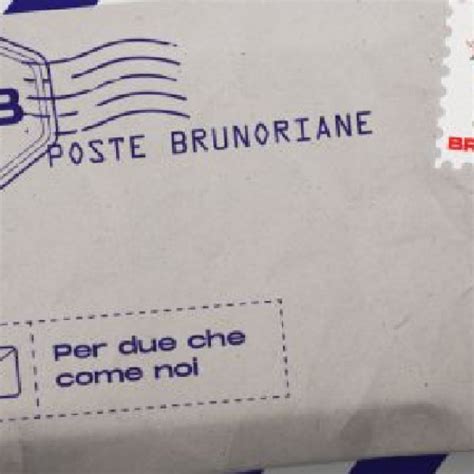 B
POSTE BRUNORIANE
BR
Per due che
come noi